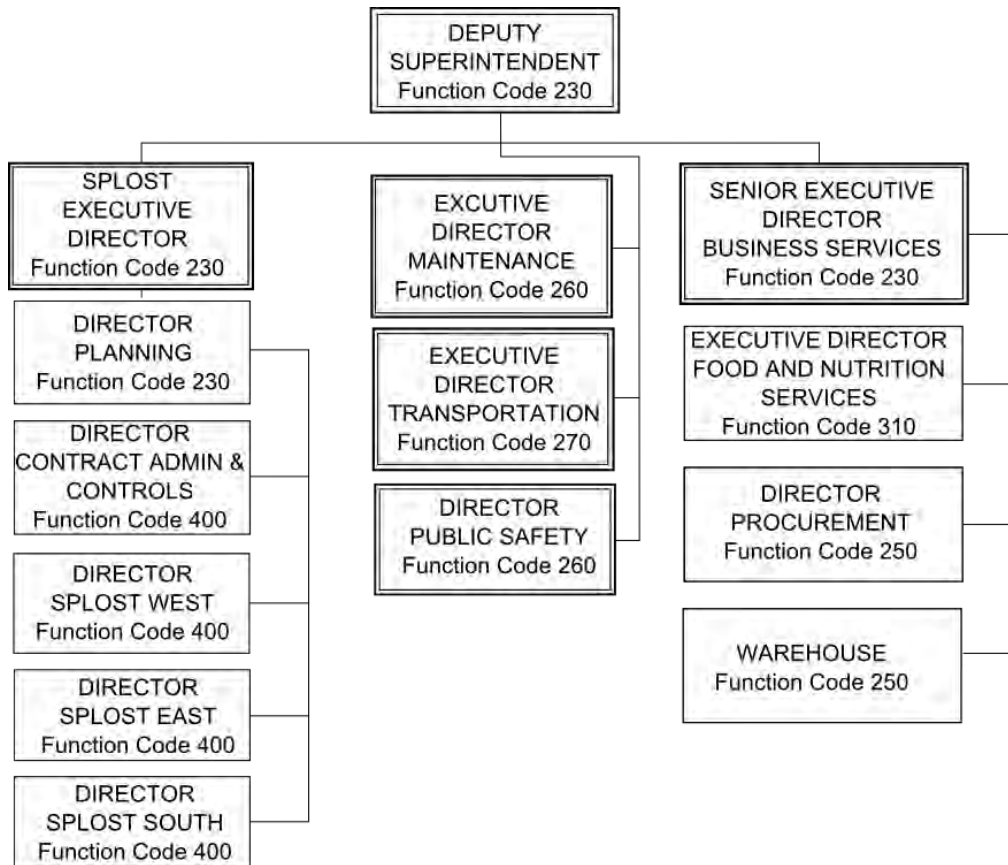 DEPUTY
SUPERINTENDENT
Function Code 230
SPLOST
EXECUTIVE
DIRECTOR
Function Code 230
DIRECTOR
PLANNING
Function Code 230
DIRECTOR
CONTRACT ADMIN &
CONTROLS
Function Code 400
DIRECTOR
SPLOST WEST
Function Code 400
DIRECTOR
SPLOST EAST
Function Code 400
DIRECTOR
SPLOST SOUTH
Function Code 400
EXCUTIVE
DIRECTOR
MAINTENANCE
Function Code 260
EXECUTIVE
DIRECTOR
TRANSPORTATION
Function Code 270
DIRECTOR
PUBLIC SAFETY
Function Code 260
SENIOR EXECUTIVE
DIRECTOR
BUSINESS SERVICES
Function Code 230
EXECUTIVE DIRECTOR
FOOD AND NUTRITION
SERVICES
Function Code 310
DIRECTOR
PROCUREMENT
Function Code 250
WAREHOUSE
Function Code 250